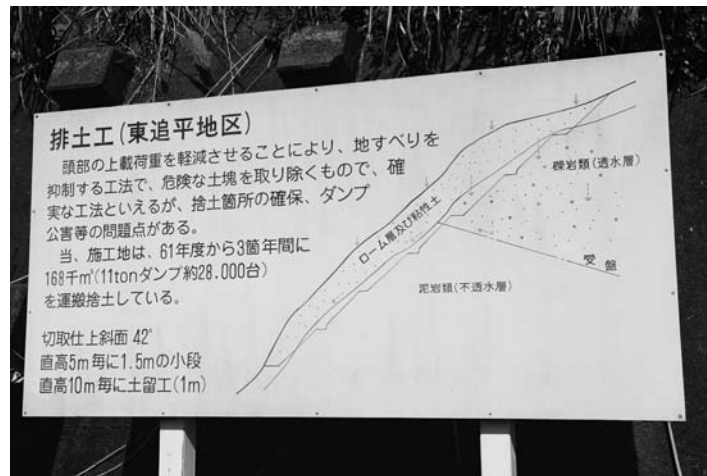 排土工(東追平地区)
頭部の上載荷重を軽減させることにより、地すべりを
抑制する工法で、危険な土塊を取り除くもので、確
実な工法といえるが、捨土箇所の確保、ダンプ
公害等の問題点がある。
当、施工地は、61年度から3箇年間に
168千㎥(11tonダンプ約28.000台)
を運搬捨土している。
切取仕上斜面 42°
直高5m毎に1.5mの小段
直高10m毎に土留工(1m)
礫岩類(透水層)
ローム層及び粘性土
受盤
泥岩類(不透水層)